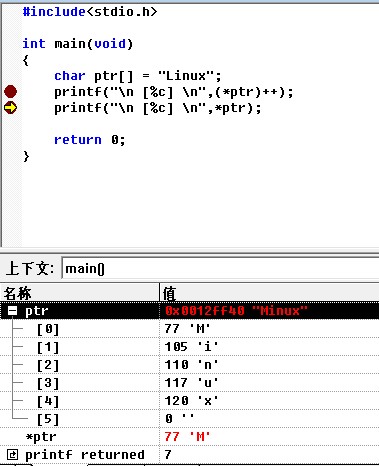 #include<stdio.h>
int main(void)
{
char ptr[] = "Linux";
printf("\n [%c] \n",(*ptr)++);
printf("\n [%c] \n",*ptr);
return 0;
}
上下文: main()
名称 值
ptr 0x0012ff40 "Minux"
[0] 77 'M'
[1] 105 'i'
[2] 110 'n'
[3] 117 'u'
[4] 120 'x'
[5] 0 ''
*ptr 77 'M'
printf returned 7